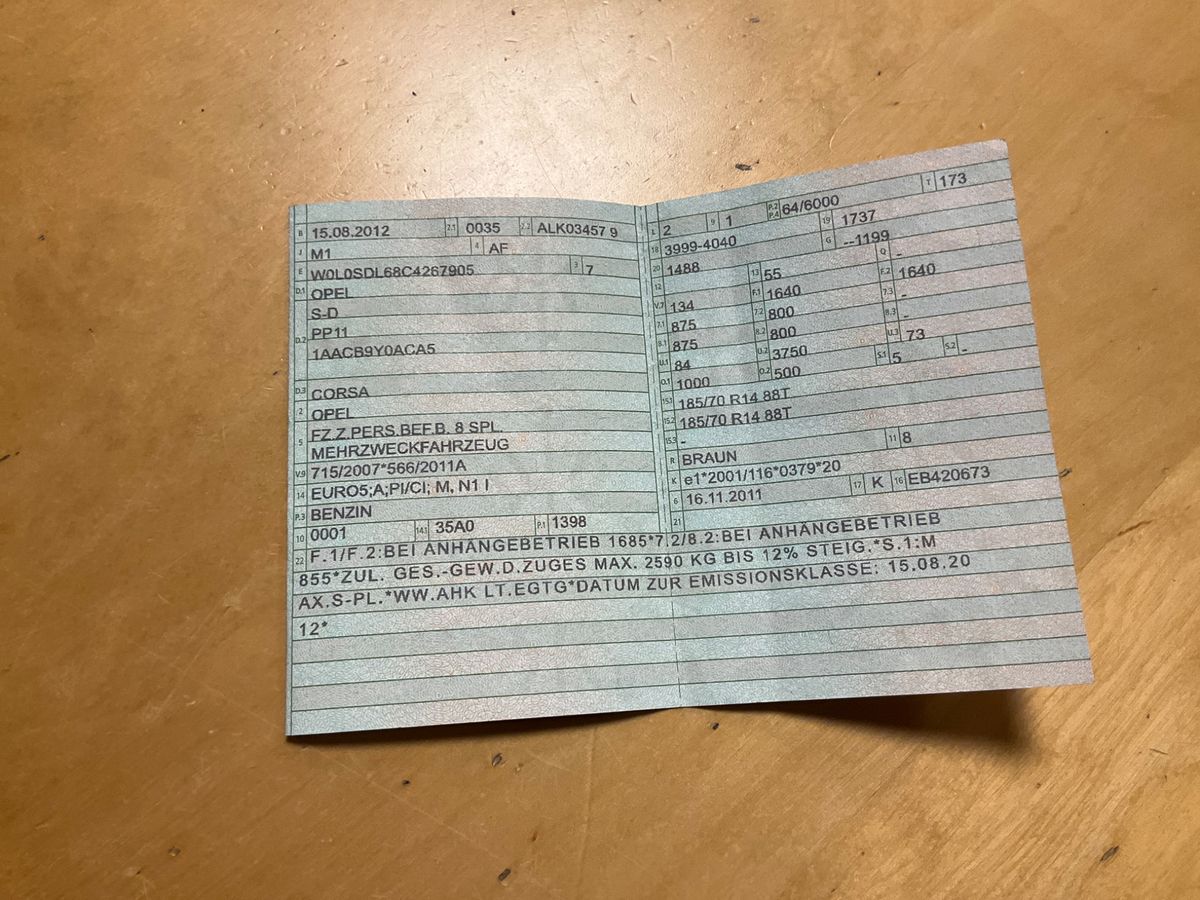 B 15.08.2012 2.1 0035 2.2 ALK03457 9
J M1 4 AF
E W0L0SDL68C4267905 3 7
D.1 OPEL
D.2 S-D
PP11
1AACB9Y0ACA5
D.3 CORSA
2 OPEL
5 FZ.Z.PERS.BEF.B. 8 SPL.
MEHRZWECKFAHRZEUG
V.9 715/2007*566/2011A
14 EURO5;A;PI/CI; M, N1 I
P.3 BENZIN
10 0001 14.1 35A0 P.1 1398
L 2 9 1 P.2 P.4 64/6000 T 173
18 3999-4040 19 1737
20 1488 G --1199
12 13 55 Q -
V.7 134 F.1 1640 F.2 1640
7.1 875 7.2 800 7.3 -
8.1 875 8.2 800 8.3 -
U.1 84 U.2 3750 U.3 73
O.1 1000 O.2 500 S.1 5 S.2 -
15.1 185/70 R14 88T
15.2 185/70 R14 88T
15.3 -
R BRAUN 11 8
K e1*2001/116*0379*20
6 16.11.2011 17 K 16 EB420673
21
22 F.1/F.2:BEI ANHÄNGEBETRIEB 1685*7.2/8.2:BEI ANHÄNGEBETRIEB
855*ZUL. GES.-GEW.D.ZUGES MAX. 2590 KG BIS 12% STEIG.*S.1:M
AX.S-PL.*WW.AHK LT.EGTG*DATUM ZUR EMISSIONSKLASSE: 15.08.20
12*